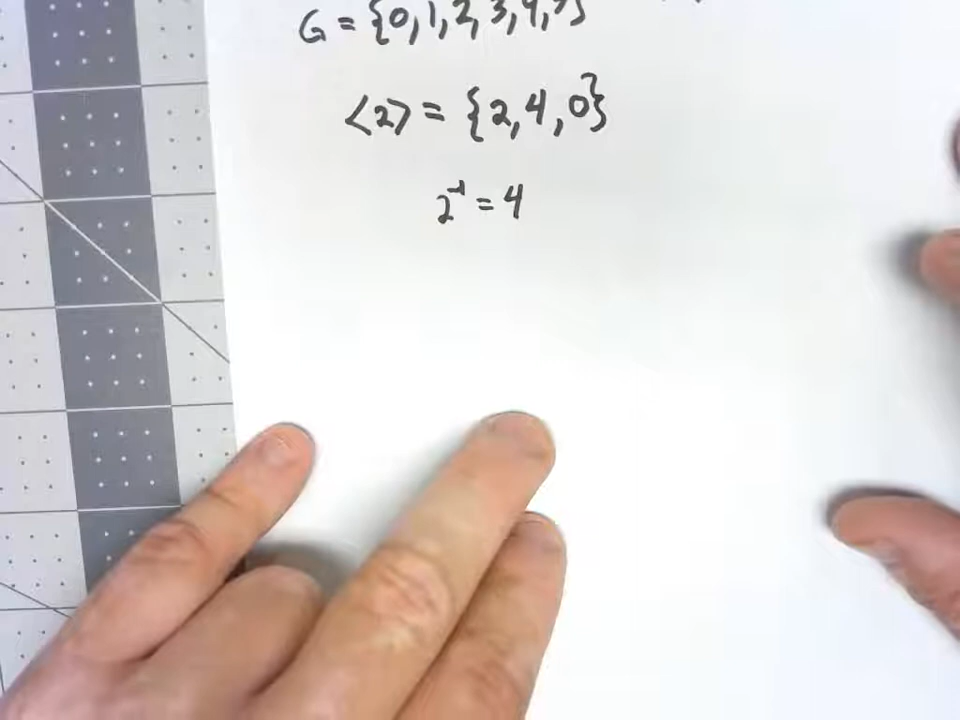 G = {0,1,2,3,4,5}
<2> = {2,4,0}
2⁻¹ = 4